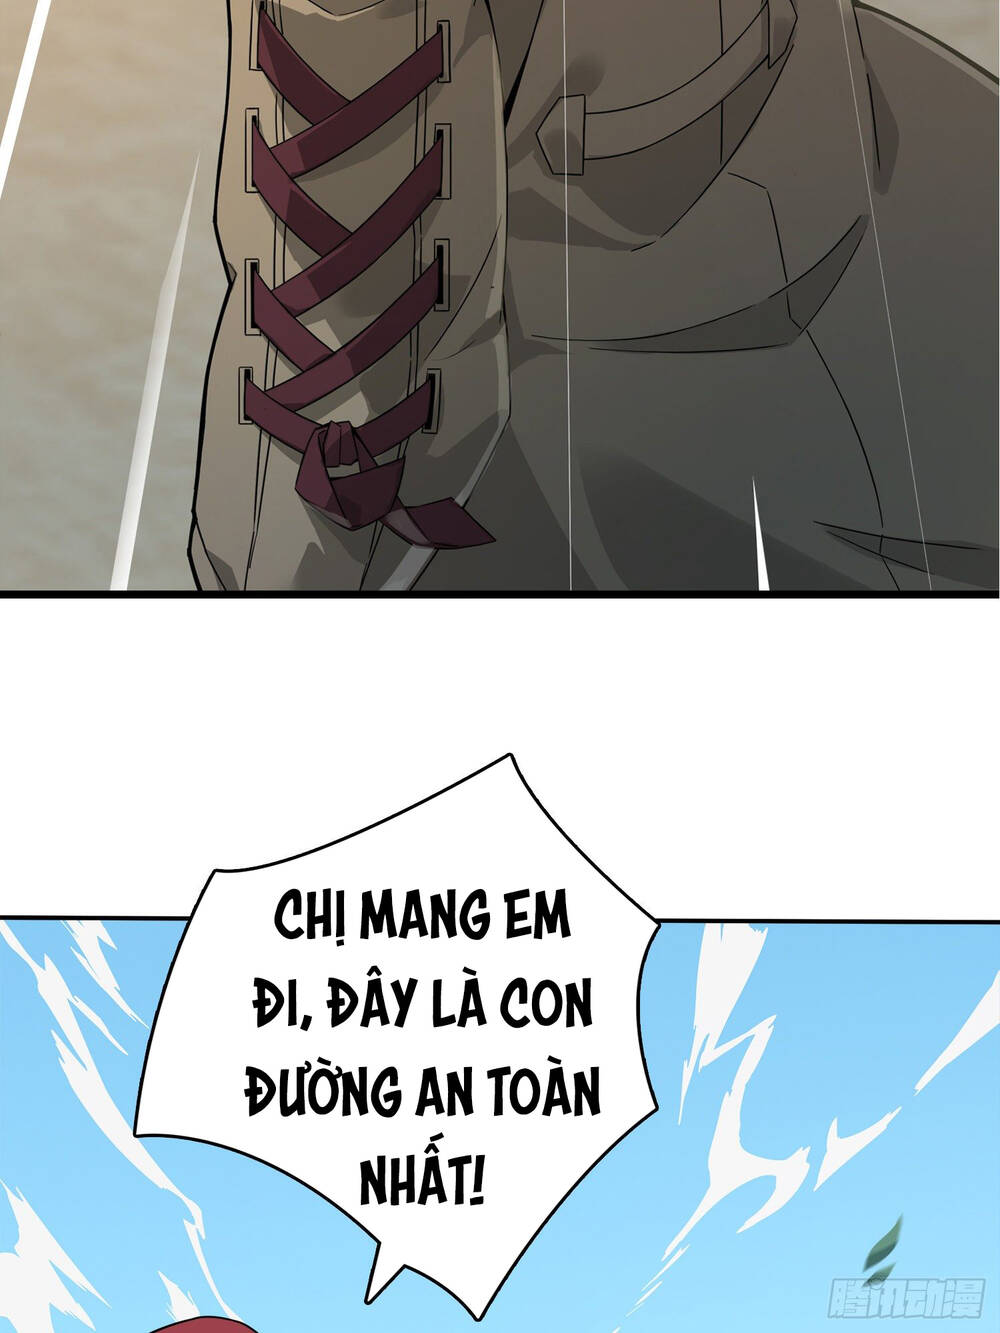 CHỊ MANG EM
ĐI, ĐÂY LÀ CON
ĐƯỜNG AN TOÀN
NHẤT!
腾讯动漫